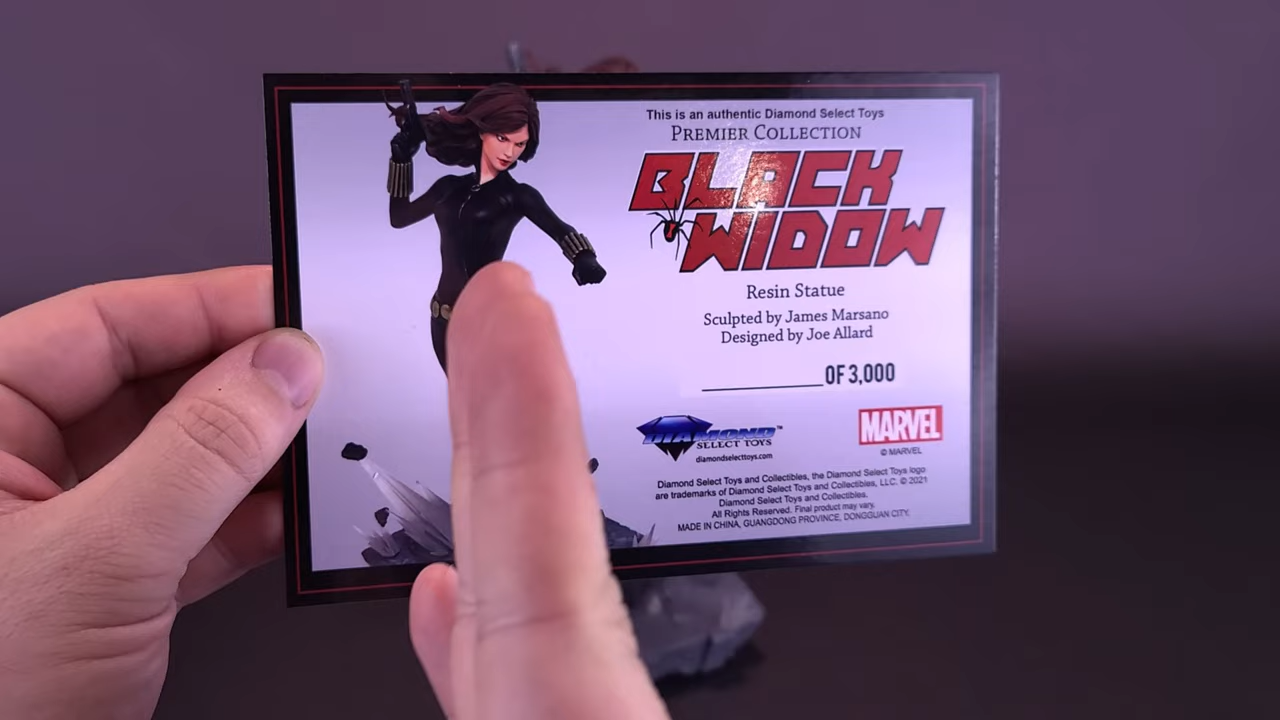 This is an authentic Diamond Select Toys
PREMIER COLLECTION
BLACK
WIDOW
Resin Statue
Sculpted by James Marsano
Designed by Joe Allard
__________ OF 3,000
DIAMOND™
SELECT TOYS
diamondselecttoys.com
MARVEL
© MARVEL
Diamond Select Toys and Collectibles, the Diamond Select Toys logo
are trademarks of Diamond Select Toys and Collectibles, LLC. © 2021
Diamond Select Toys and Collectibles.
All Rights Reserved. Final product may vary.
MADE IN CHINA, GUANGDONG PROVINCE, DONGGUAN CITY.